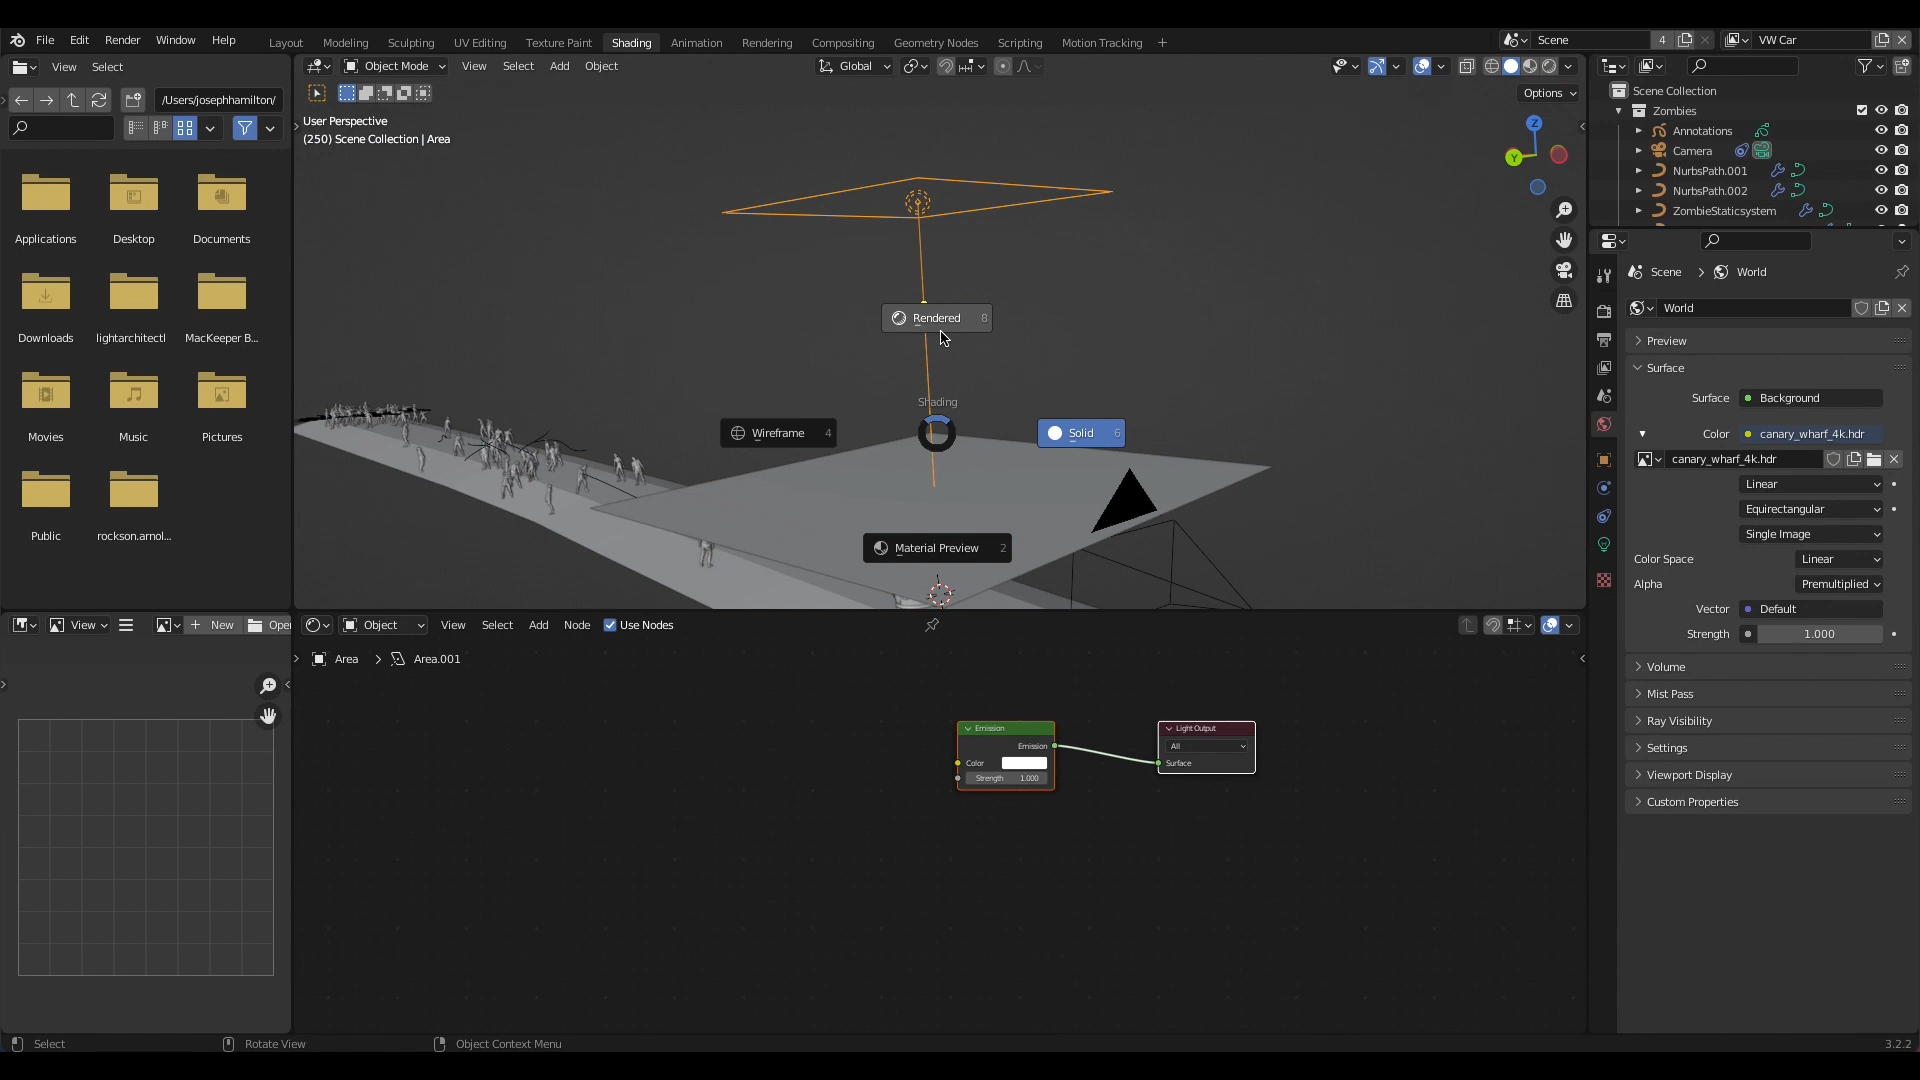 File Edit Render Window Help
Layout Modeling Sculpting UV Editing Texture Paint Shading Animation Rendering Compositing Geometry Nodes Scripting Motion Tracking +
Scene 4
VW Car
View Select
Object Mode View Select Add Object
Global
/Users/josephhamilton/
Options
User Perspective
(250) Scene Collection | Area
Z
Y
Applications Desktop Documents
Downloads lightarchitectl MacKeeper B...
Movies Music Pictures
Public rockson.arnol...
Rendered 8
Shading
Wireframe 4
Solid 6
Material Preview 2
Scene Collection
Zombies
Annotations
Camera
NurbsPath.001
NurbsPath.002
ZombieStaticsystem
Scene > World
World
Preview
Surface
Surface Background
Color canary_wharf_4k.hdr
canary_wharf_4k.hdr
Linear
Equirectangular
Single Image
Color Space Linear
Alpha Premultiplied
Vector Default
Strength 1.000
Volume
Mist Pass
Ray Visibility
Settings
Viewport Display
Custom Properties
View + New Open
Object View Select Add Node Use Nodes
Area > Area.001
Emission
Emission
Color
Strength 1.000
Light Output
All
Surface
Select Rotate View Object Context Menu
3.2.2